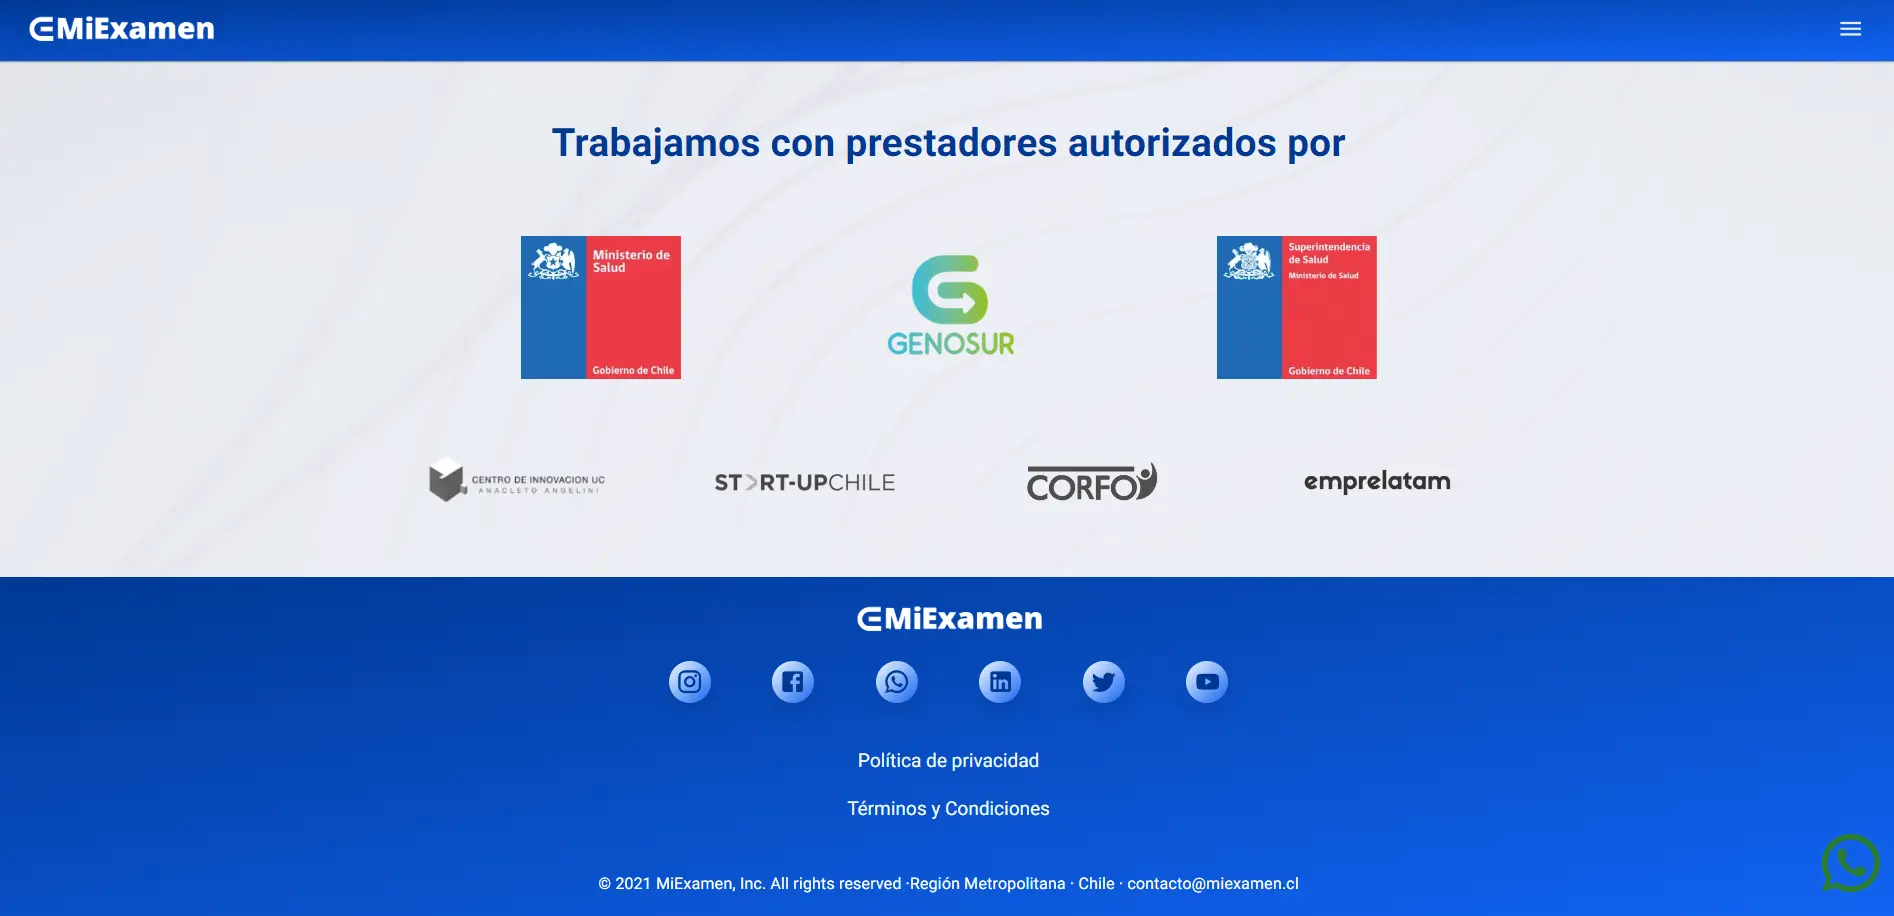 MiExamen
Trabajamos con prestadores autorizados por
Ministerio de
Salud
Gobierno de Chile
GENOSUR
Superintendencia
de Salud
Ministerio de Salud
Gobierno de Chile
CENTRO DE INNOVACION UC
ANACLETO ANGELINI
START-UPCHILE
CORFO
emprelatam
MiExamen
Política de privacidad
Términos y Condiciones
© 2021 MiExamen, Inc. All rights reserved ·Región Metropolitana · Chile · contacto@miexamen.cl